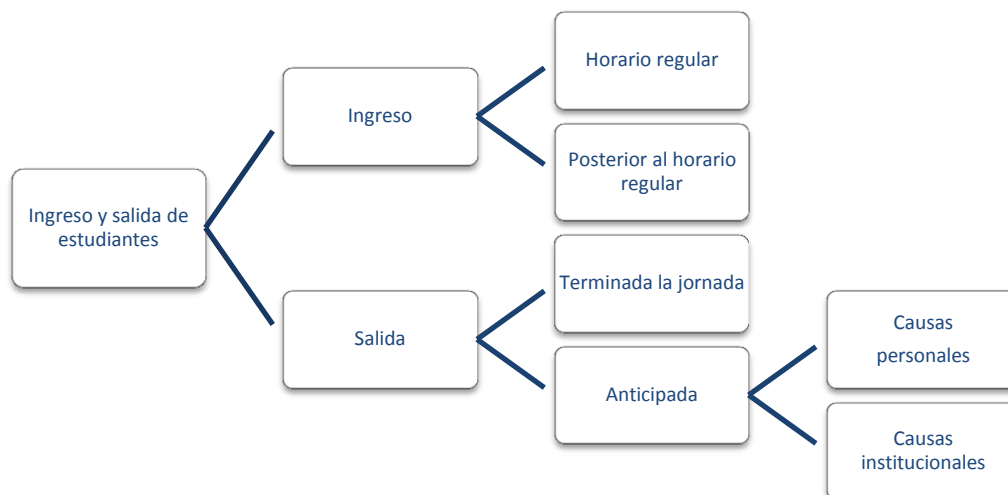 Ingreso y salida de
estudiantes
Ingreso
Horario regular
Posterior al horario
regular
Salida
Terminada la jornada
Anticipada
Causas
personales
Causas
institucionales